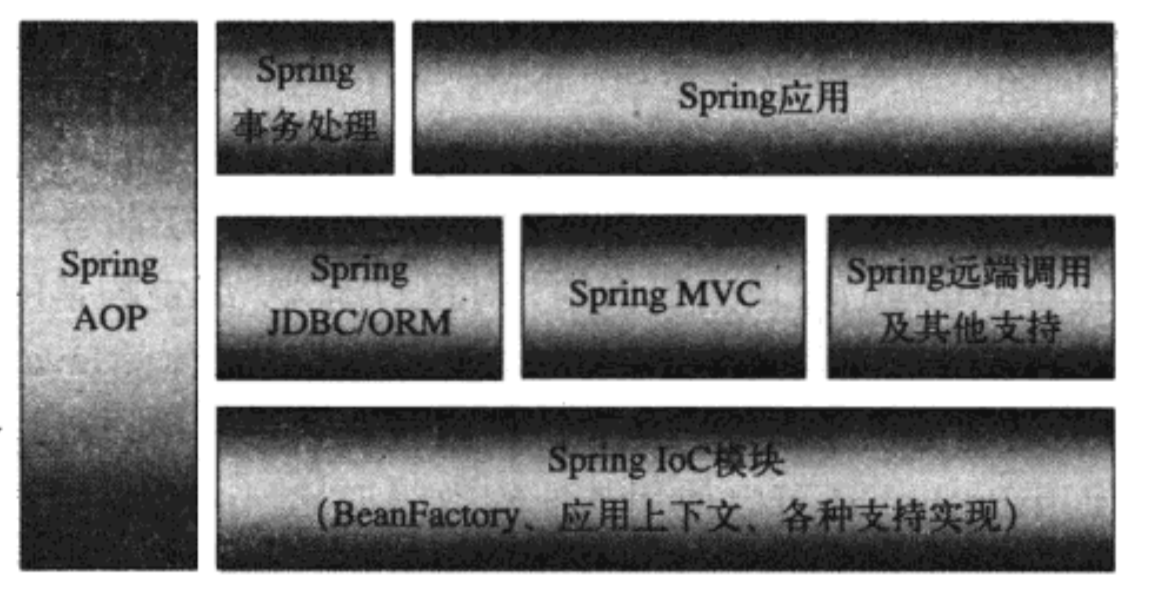 Spring
AOP
Spring
事务处理
Spring应用
Spring
JDBC/ORM
Spring MVC
Spring远端调用
及其他支持
Spring IoC模块
（BeanFactory、应用上下文、各种支持实现）